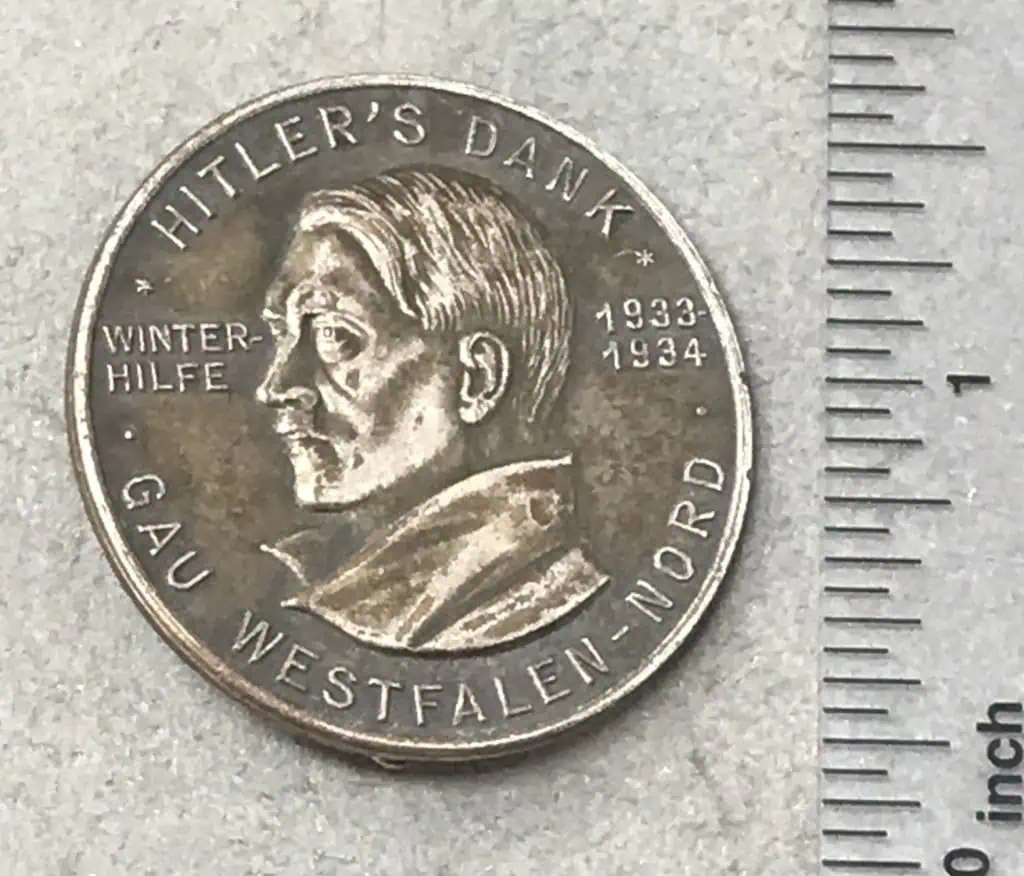 * HITLER'S DANK *
WINTER-
HILFE
1933-
1934
· GAU WESTFALEN-NORD ·
1
0 inch